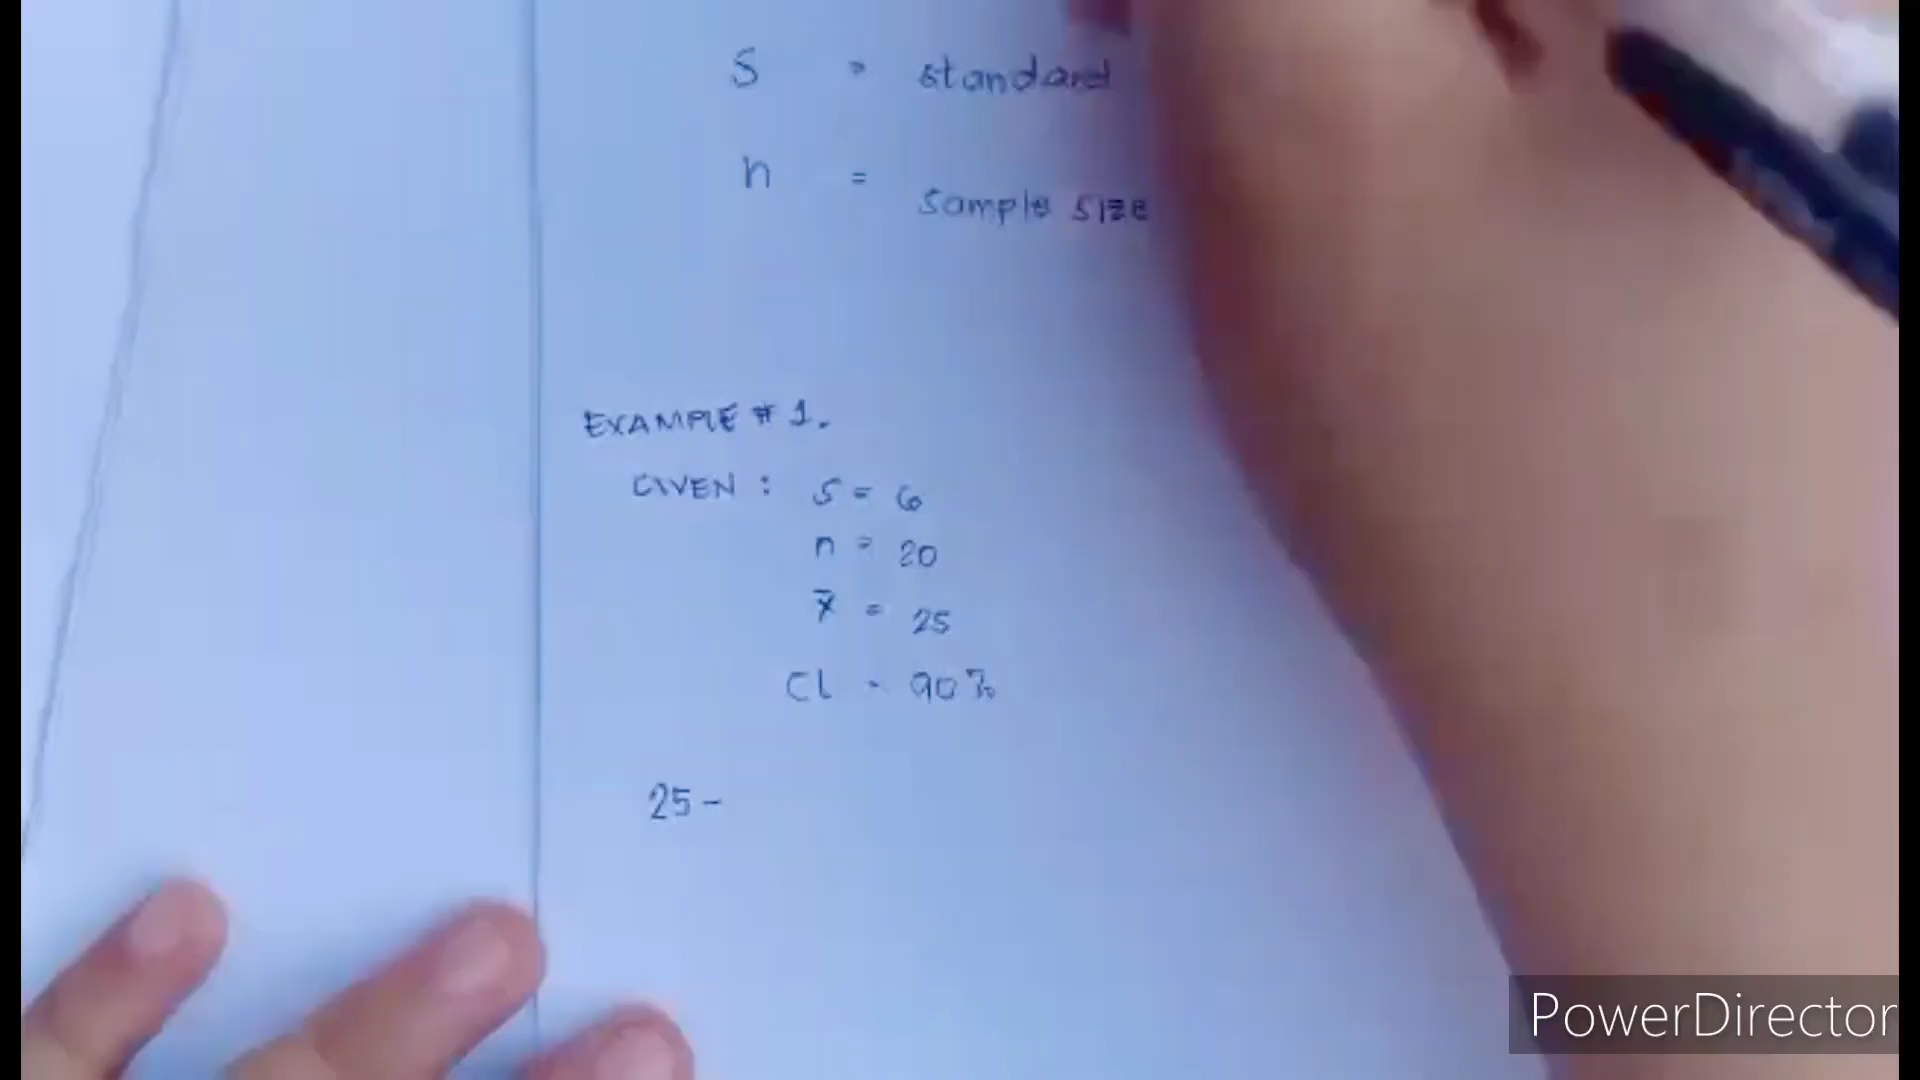 S = standard
n = sample size
EXAMPLE # 1.
GIVEN : S = 6
n = 20
x̄ = 25
CL = 90%
25 -
PowerDirector